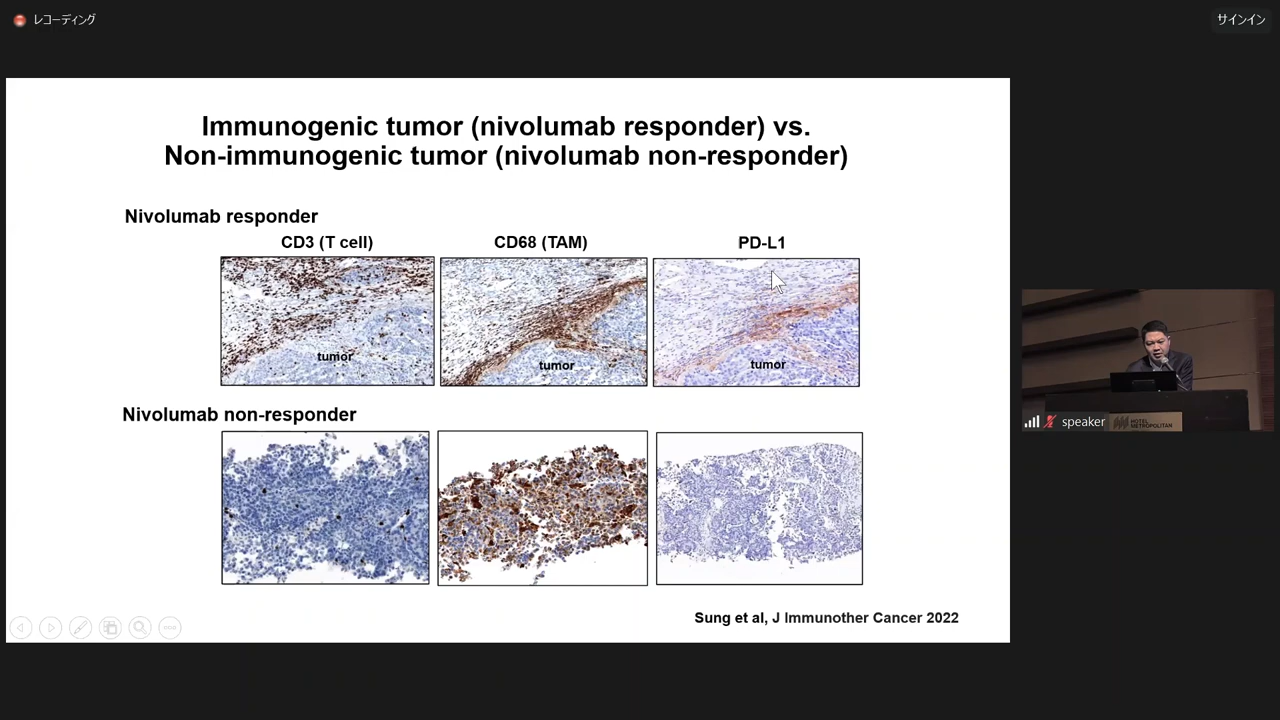 レコーディング
サインイン
Immunogenic tumor (nivolumab responder) vs.
Non-immunogenic tumor (nivolumab non-responder)
Nivolumab responder
CD3 (T cell)
CD68 (TAM)
PD-L1
tumor
tumor
tumor
Nivolumab non-responder
Sung et al, J Immunother Cancer 2022
speaker
HOTEL
METROPOLITAN